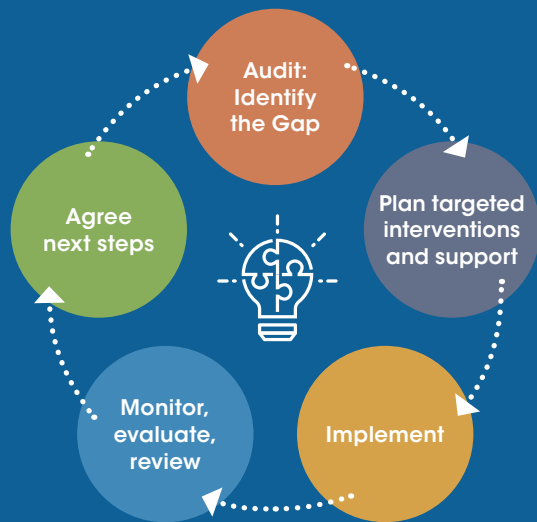 Audit:
Identify
the Gap
Plan targeted
interventions
and support
Implement
Monitor,
evaluate,
review
Agree
next steps